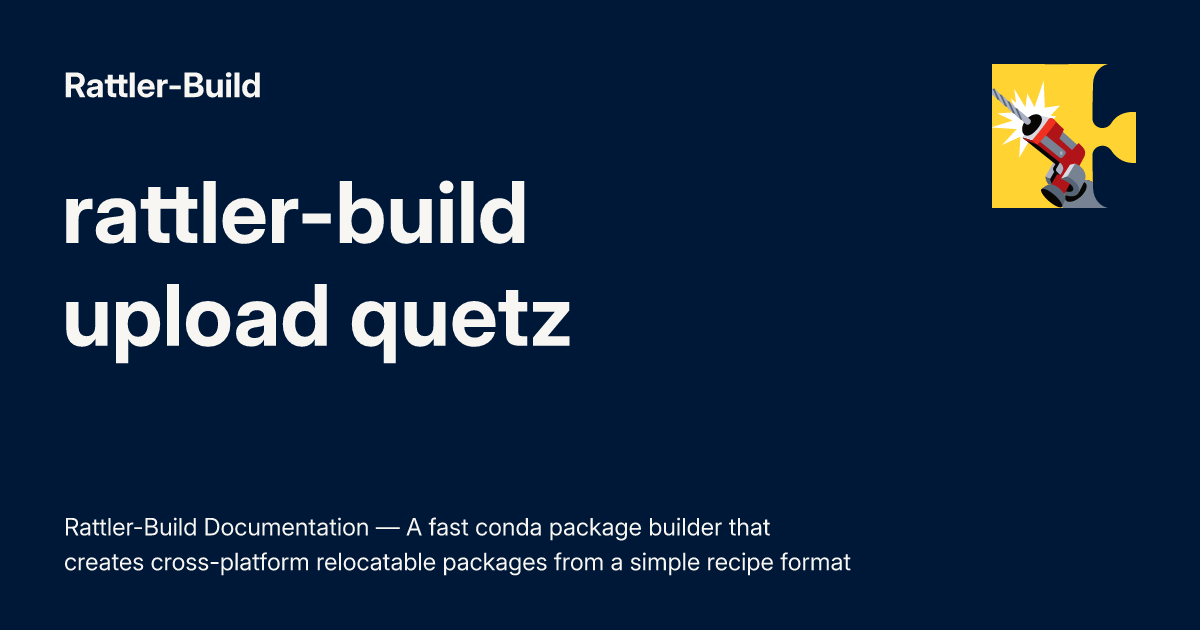 Rattler-Build
rattler-build
upload quetz
Rattler-Build Documentation — A fast conda package builder that
creates cross-platform relocatable packages from a simple recipe format